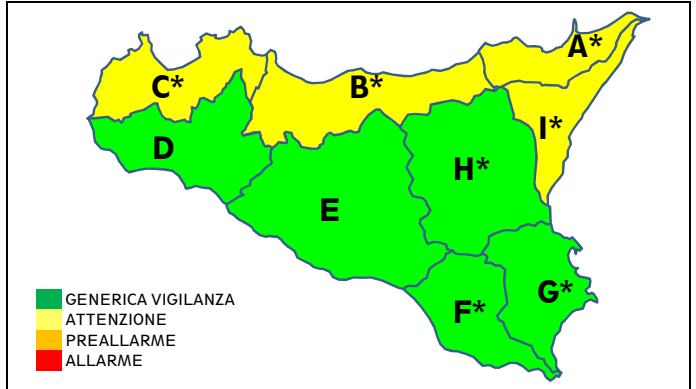 A*
C*
B*
I*
D
H*
E
G*
F*
GENERICA VIGILANZA
ATTENZIONE
PREALLARME
ALLARME